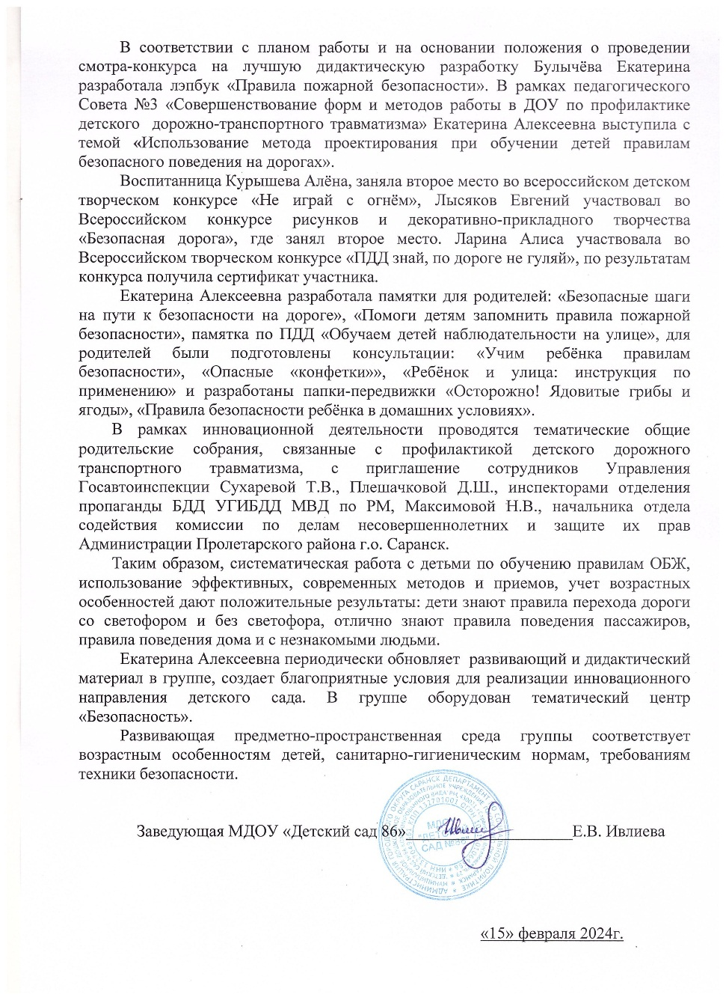 В соответствии с планом работы и на основании положения о проведении
смотра-конкурса на лучшую дидактическую разработку Булычёва Екатерина
разработала лэпбук «Правила пожарной безопасности». В рамках педагогического
Совета №3 «Совершенствование форм и методов работы в ДОУ по профилактике
детского дорожно-транспортного травматизма» Екатерина Алексеевна выступила с
темой «Использование метода проектирования при обучении детей правилам
безопасного поведения на дорогах».
Воспитанница Курышева Алёна, заняла второе место во всероссийском детском
творческом конкурсе «Не играй с огнём», Лысяков Евгений участвовал во
Всероссийском конкурсе рисунков и декоративно-прикладного творчества
«Безопасная дорога», где занял второе место. Ларина Алиса участвовала во
Всероссийском творческом конкурсе «ПДД знай, по дороге не гуляй», по результатам
конкурса получила сертификат участника.
Екатерина Алексеевна разработала памятки для родителей: «Безопасные шаги
на пути к безопасности на дороге», «Помоги детям запомнить правила пожарной
безопасности», памятка по ПДД «Обучаем детей наблюдательности на улице», для
родителей были подготовлены консультации: «Учим ребёнка правилам
безопасности», «Опасные «конфетки»», «Ребёнок и улица: инструкция по
применению» и разработаны папки-передвижки «Осторожно! Ядовитые грибы и
ягоды», «Правила безопасности ребёнка в домашних условиях».
В рамках инновационной деятельности проводятся тематические общие
родительские собрания, связанные с профилактикой детского дорожного
транспортного травматизма, с приглашение сотрудников Управления
Госавтоинспекции Сухаревой Т.В., Плешачковой Д.Ш., инспекторами отделения
пропаганды БДД УГИБДД МВД по РМ, Максимовой Н.В., начальника отдела
содействия комиссии по делам несовершеннолетних и защите их прав
Администрации Пролетарского района г.о. Саранск.
Таким образом, систематическая работа с детьми по обучению правилам ОБЖ,
использование эффективных, современных методов и приемов, учет возрастных
особенностей дают положительные результаты: дети знают правила перехода дороги
со светофором и без светофора, отлично знают правила поведения пассажиров,
правила поведения дома и с незнакомыми людьми.
Екатерина Алексеевна периодически обновляет развивающий и дидактический
материал в группе, создает благоприятные условия для реализации инновационного
направления детского сада. В группе оборудован тематический центр
«Безопасность».
Развивающая предметно-пространственная среда группы соответствует
возрастным особенностям детей, санитарно-гигиеническим нормам, требованиям
техники безопасности.
Заведующая МДОУ «Детский сад 86»____________________Е.В. Ивлиева
МДОУ
"ДЕТСКИЙ
САД №86"
«15» февраля 2024г.